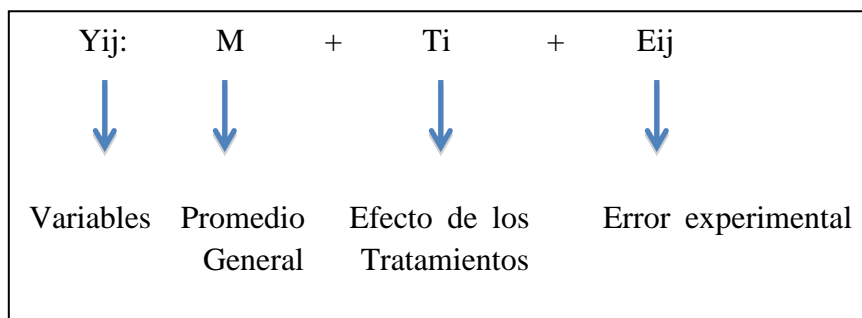 Yij: M + Ti + Eij
Variables Promedio Efecto de los Error experimental
General Tratamientos